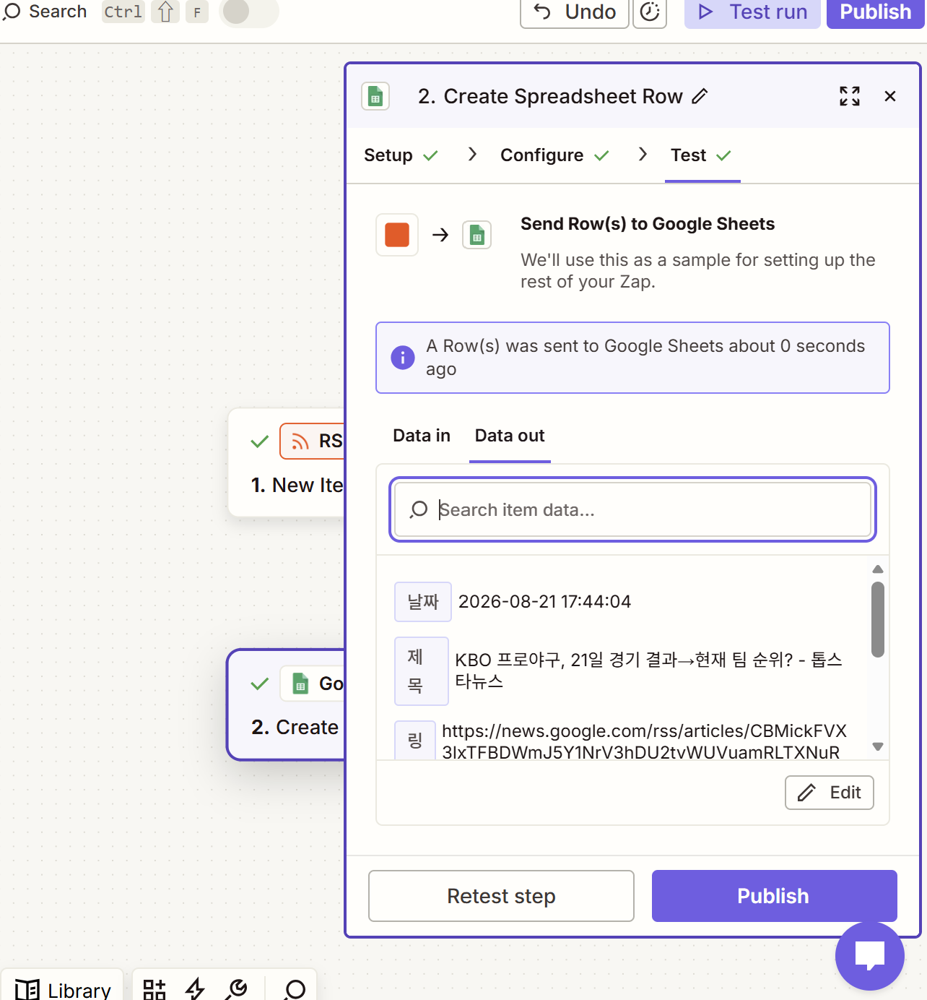 Search Ctrl F
Undo
Test run
Publish
2. Create Spreadsheet Row
Setup
Configure
Test
Send Row(s) to Google Sheets
We'll use this as a sample for setting up the
rest of your Zap.
A Row(s) was sent to Google Sheets about 0 seconds
ago
RS
1. New Ite
Data in
Data out
Search item data...
날짜 2026-08-21 17:44:04
제
목
KBO 프로야구, 21일 경기 결과→현재 팀 순위? - 톱스
타뉴스
링
https://news.google.com/rss/articles/CBMickFVX
3lxTFBDWmJ5Y1NrV3hDU2tvWUVuamRLTXNuR
Go
2. Create
Edit
Retest step
Publish
Library